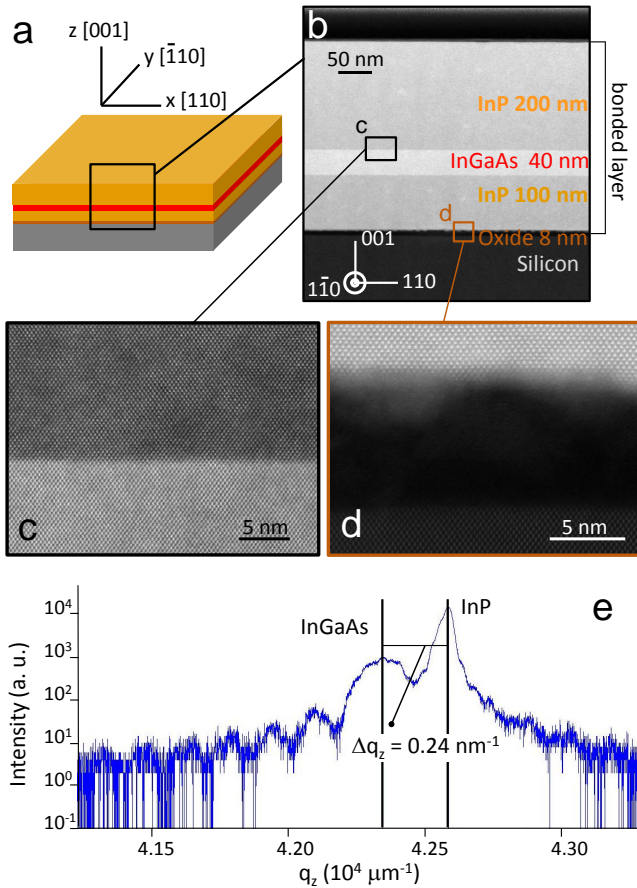 a
z [001]
y [1̄10]
x [110]
b
50 nm
InP 200 nm
c
InGaAs 40 nm
InP 100 nm
d
Oxide 8 nm
Silicon
001
11̄0
110
bonded layer
c
5 nm
d
5 nm
e
InGaAs
InP
Δqz = 0.24 nm⁻¹
Intensity (a. u.)
10⁴
10³
10²
10¹
10⁰
10⁻¹
4.15
4.20
4.25
4.30
qz (10⁴ μm⁻¹)